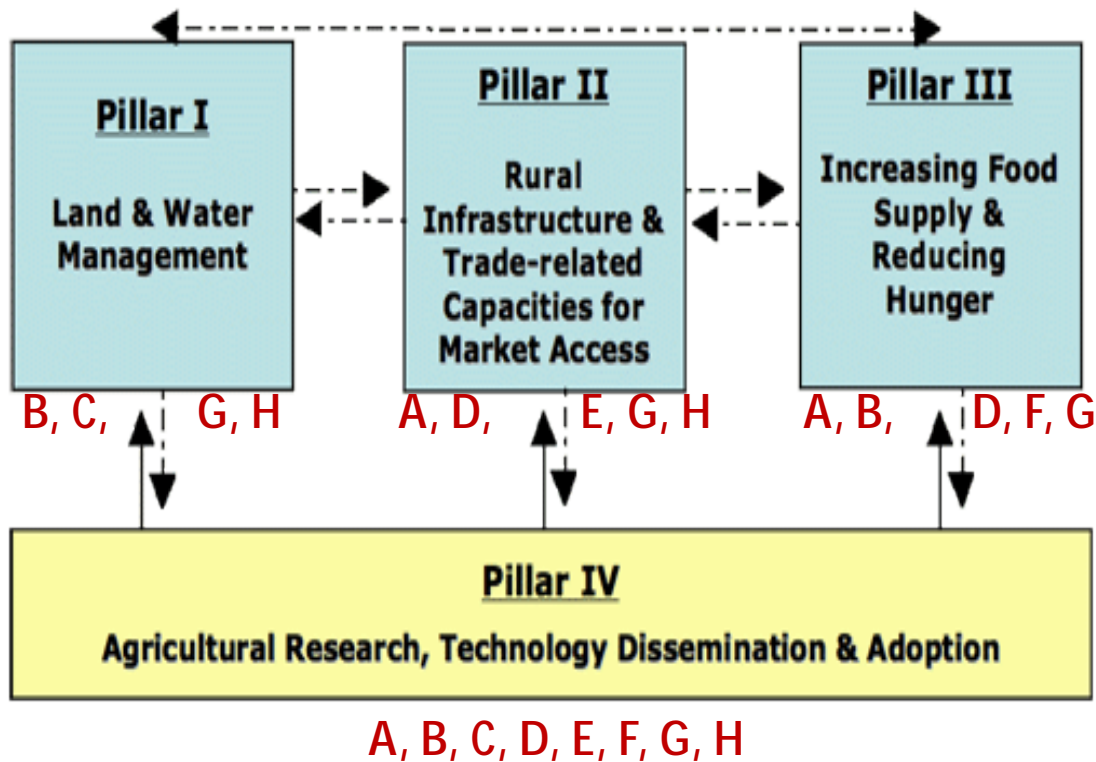 Pillar I
Land & Water
Management
Pillar II
Rural
Infrastructure &
Trade-related
Capacities for
Market Access
Pillar III
Increasing Food
Supply &
Reducing
Hunger
B, C, G, H
A, D, E, G, H
A, B, D, F, G
Pillar IV
Agricultural Research, Technology Dissemination & Adoption
A, B, C, D, E, F, G, H